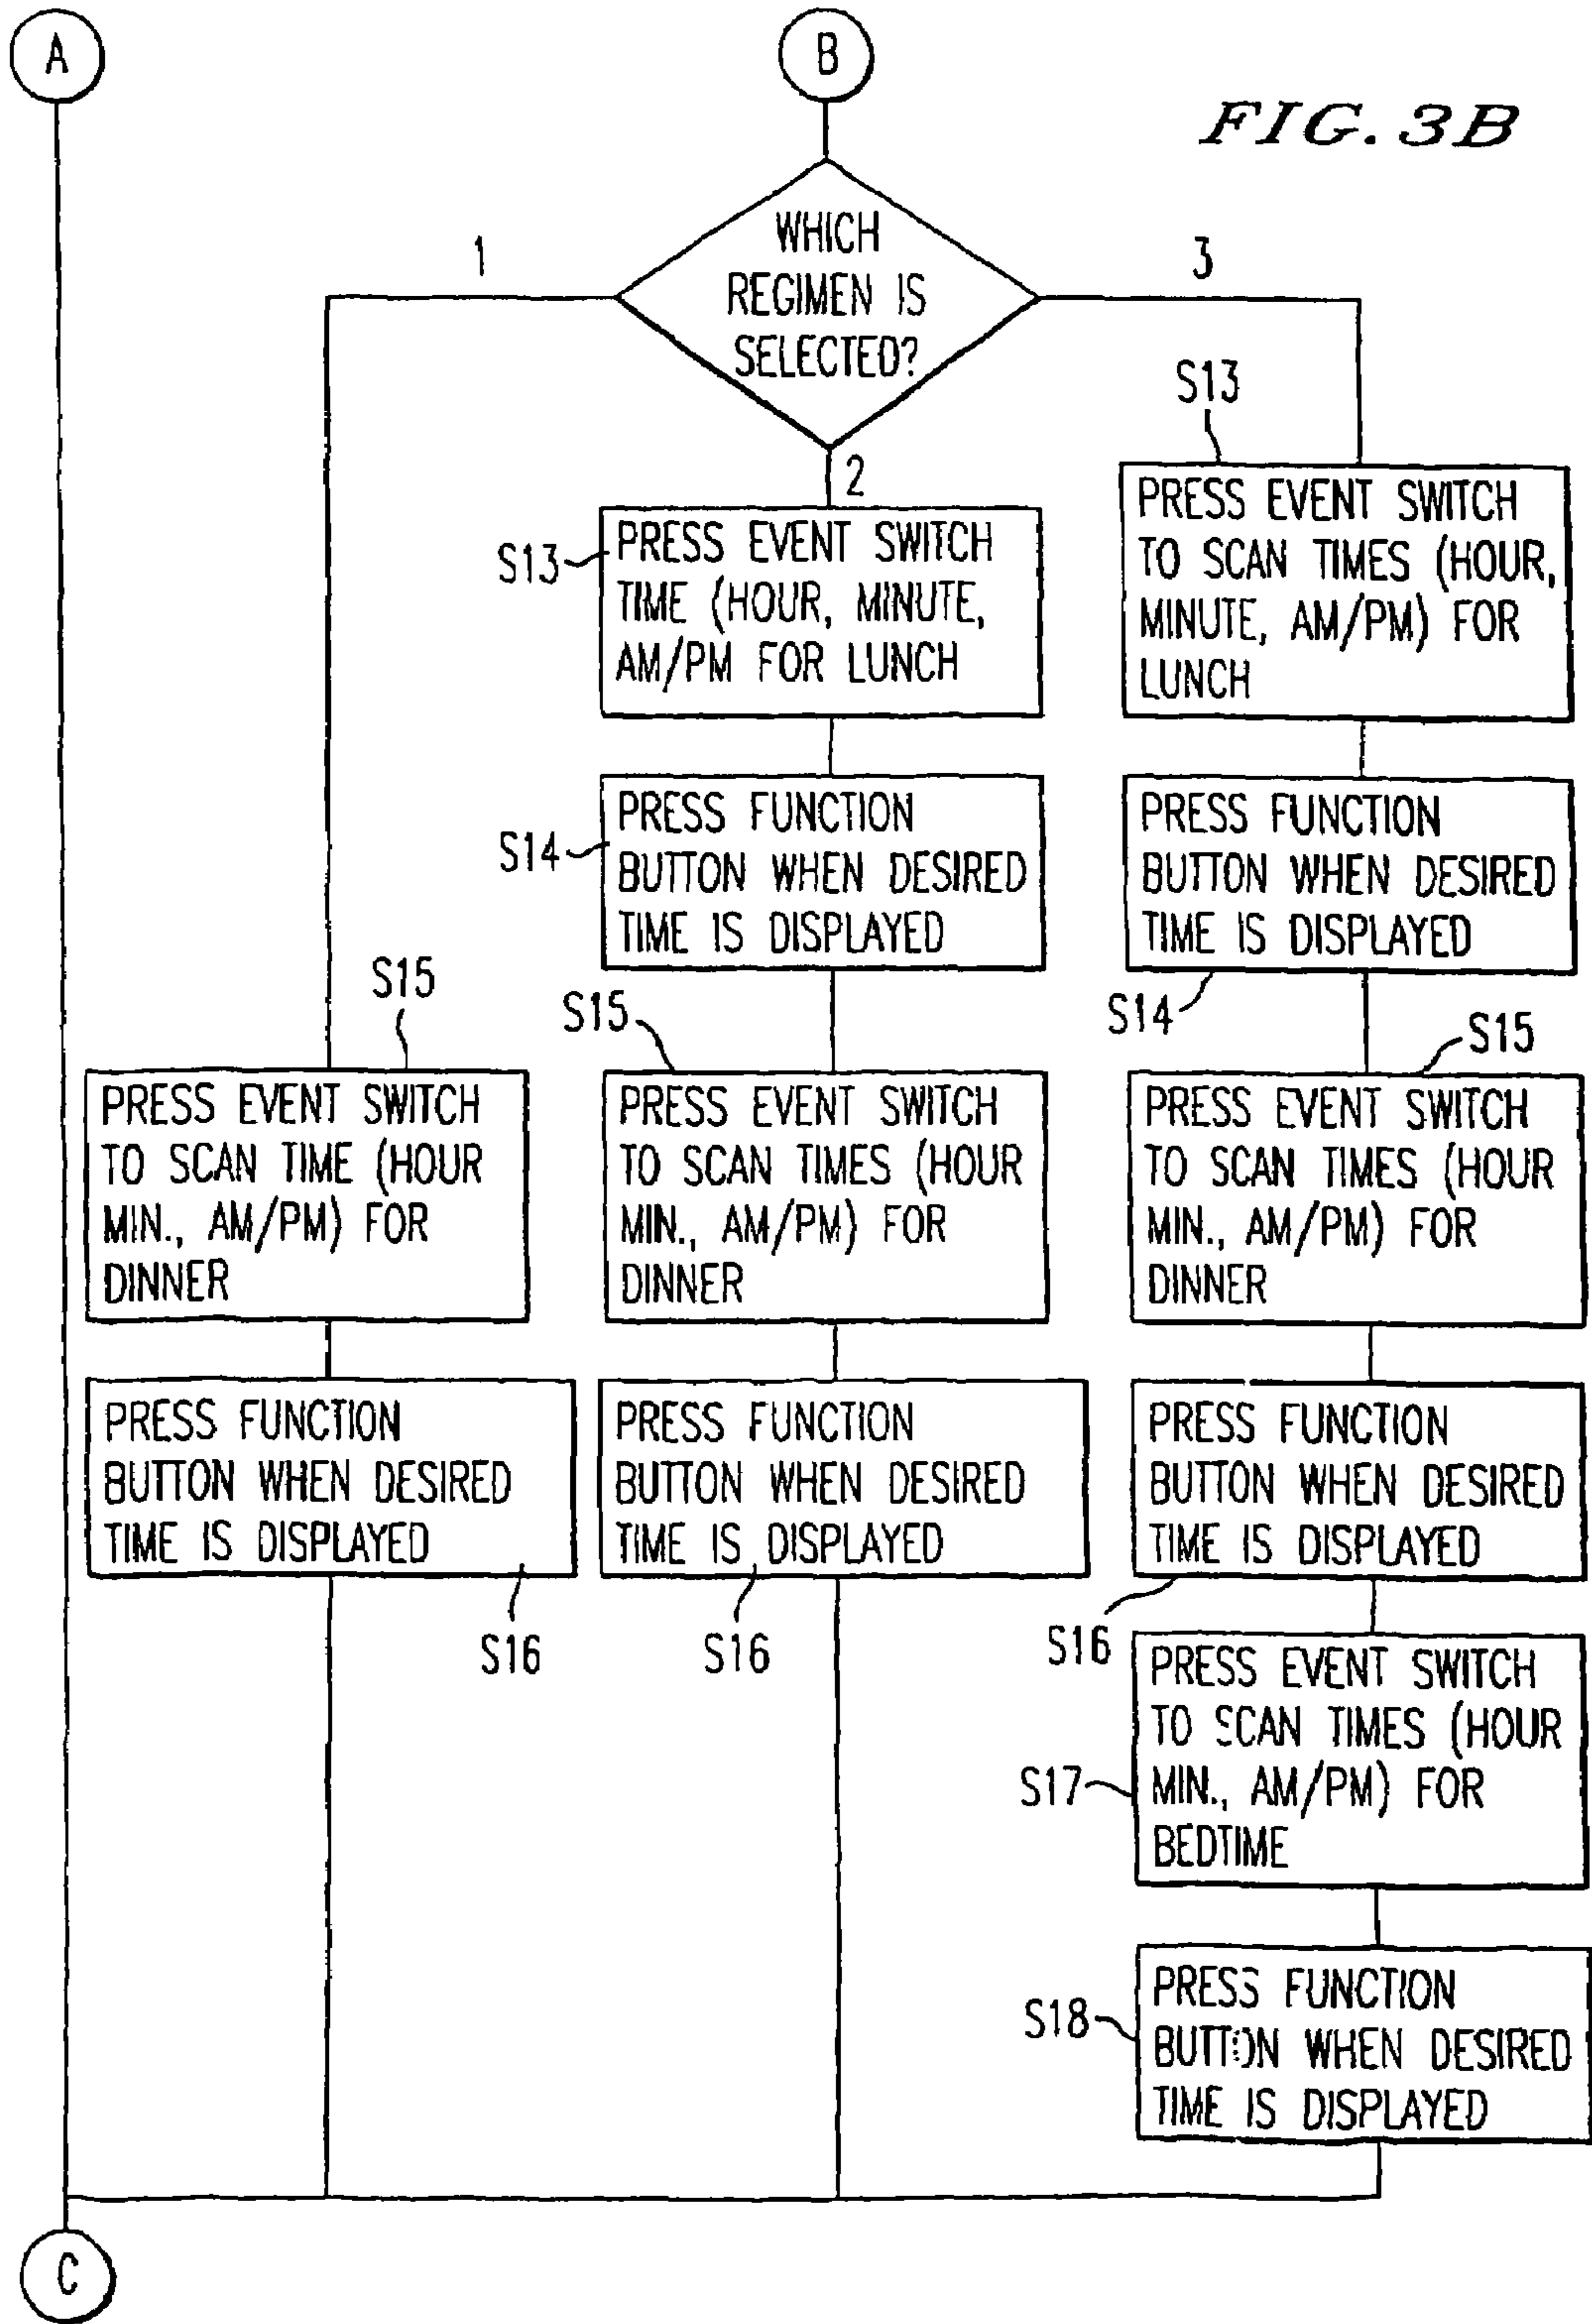 A
B
FIG. 3B
WHICH
REGIMEN IS
SELECTED?
1
2
3
S15
PRESS EVENT SWITCH
TO SCAN TIME (HOUR
MIN., AM/PM) FOR
DINNER
PRESS FUNCTION
BUTTON WHEN DESIRED
TIME IS DISPLAYED
S16
S13
PRESS EVENT SWITCH
TIME (HOUR, MINUTE,
AM/PM FOR LUNCH
S14
PRESS FUNCTION
BUTTON WHEN DESIRED
TIME IS DISPLAYED
S15
PRESS EVENT SWITCH
TO SCAN TIMES (HOUR
MIN., AM/PM) FOR
DINNER
PRESS FUNCTION
BUTTON WHEN DESIRED
TIME IS DISPLAYED
S16
S13
PRESS EVENT SWITCH
TO SCAN TIMES (HOUR,
MINUTE, AM/PM) FOR
LUNCH
PRESS FUNCTION
BUTTON WHEN DESIRED
TIME IS DISPLAYED
S14
S15
PRESS EVENT SWITCH
TO SCAN TIMES (HOUR
MIN., AM/PM) FOR
DINNER
PRESS FUNCTION
BUTTON WHEN DESIRED
TIME IS DISPLAYED
S16
PRESS EVENT SWITCH
TO SCAN TIMES (HOUR
S17
MIN., AM/PM) FOR
BEDTIME
S18
PRESS FUNCTION
BUTTON WHEN DESIRED
TIME IS DISPLAYED
C